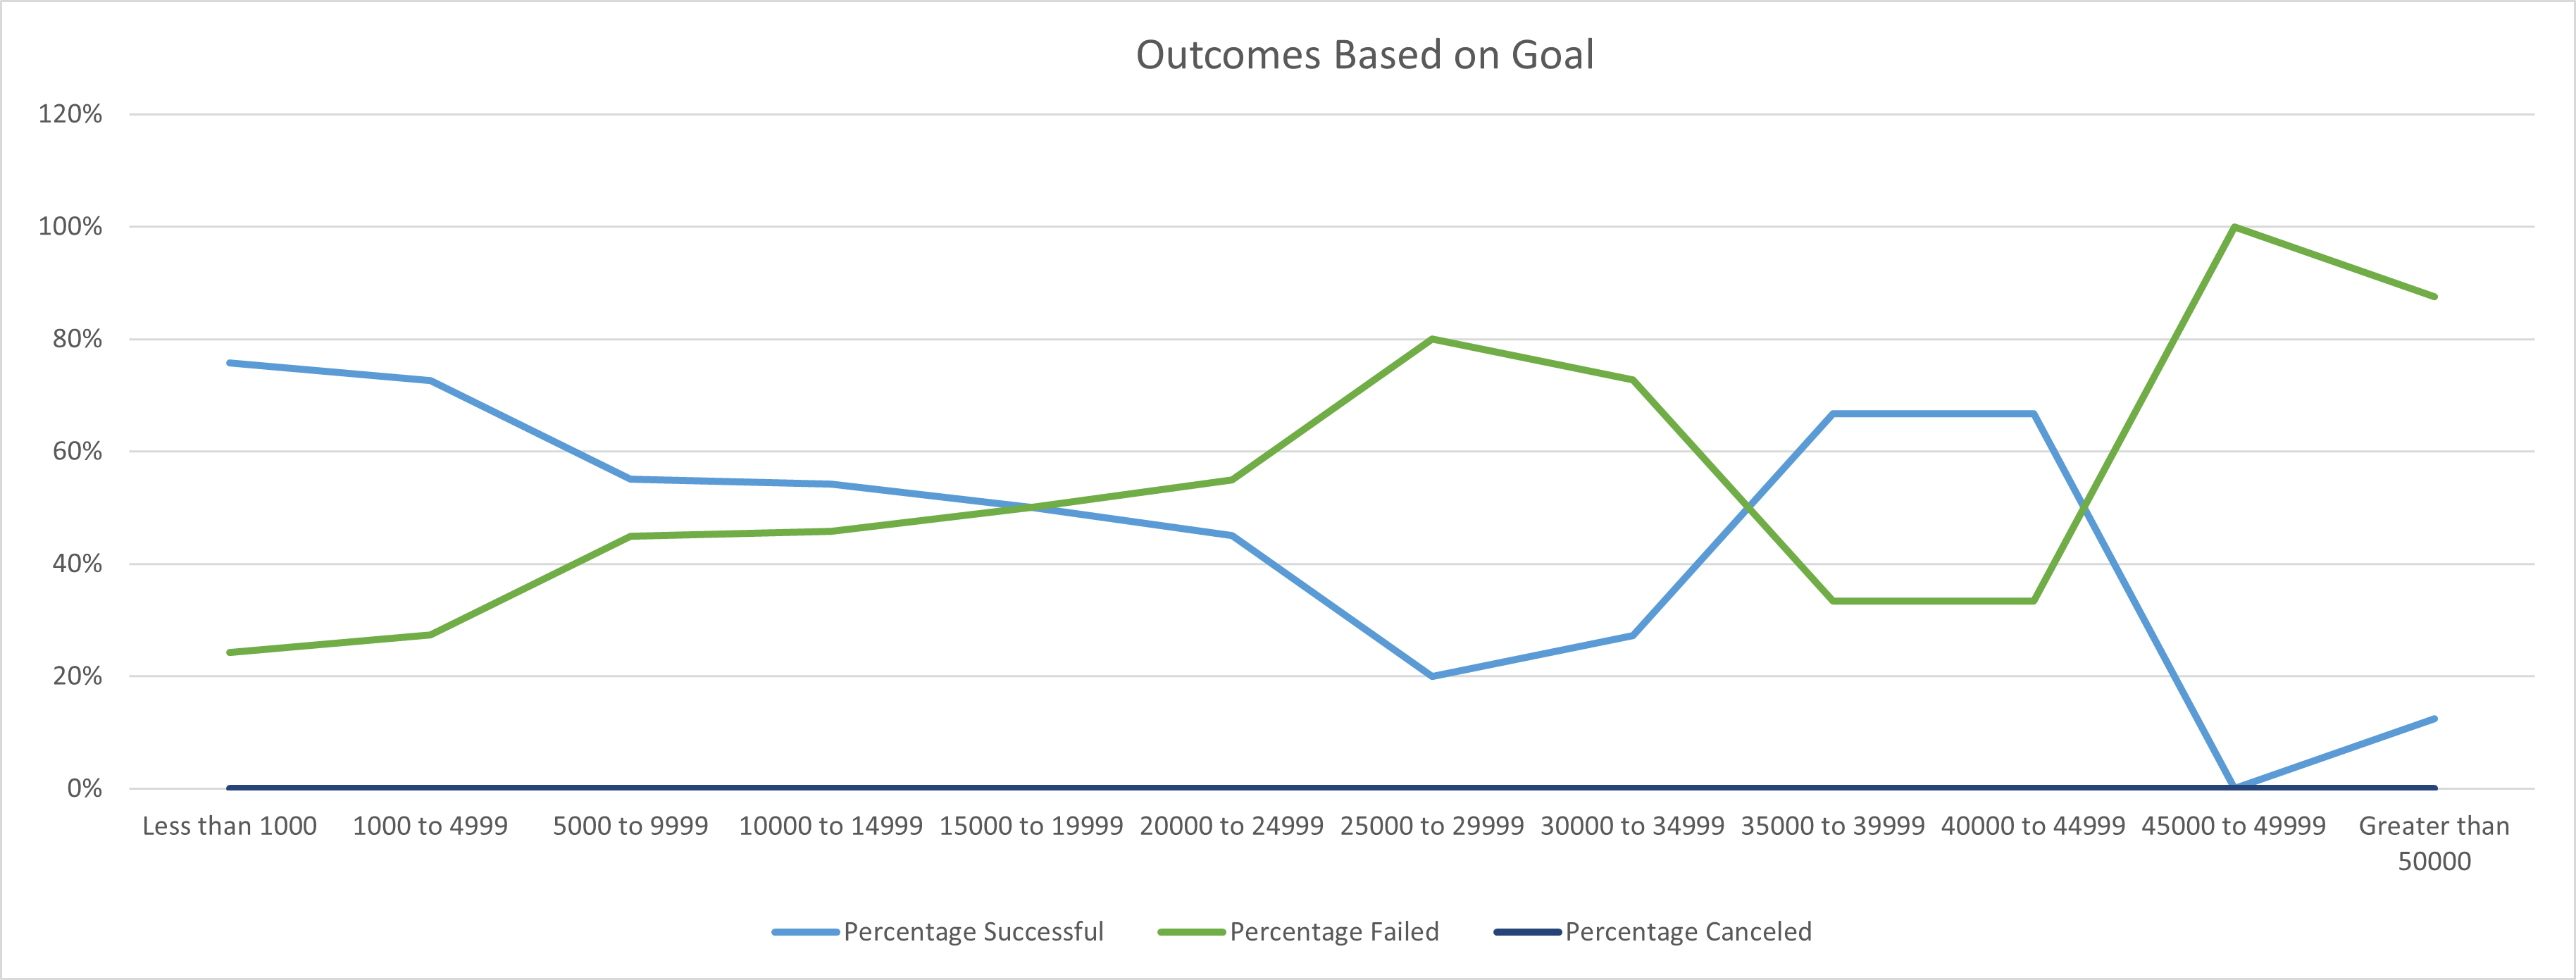 Outcomes Based on Goal
120%
100%
80%
60%
40%
20%
0%
Less than 1000
1000 to 4999
5000 to 9999
10000 to 14999
15000 to 19999
20000 to 24999
25000 to 29999
30000 to 34999
35000 to 39999
40000 to 44999
45000 to 49999
Greater than
50000
Percentage Successful
Percentage Failed
Percentage Canceled